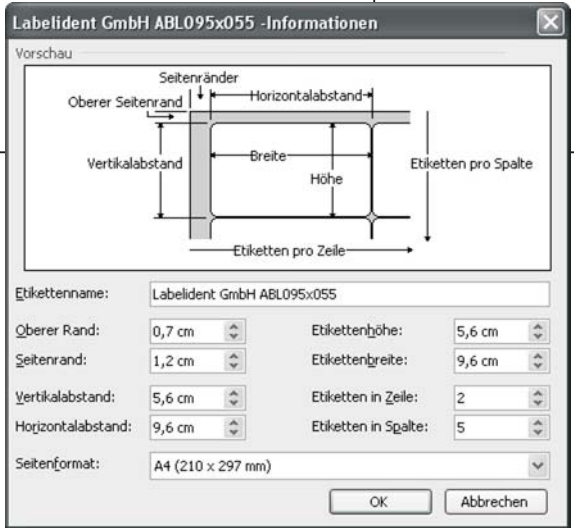 Labelident GmbH ABL095x055 -Informationen
Vorschau
Seitenränder
Oberer Seitenrand
Horizontalabstand
Vertikalabstand
Breite
Höhe
Etiketten pro Spalte
Etiketten pro Zeile
Etikettenname: Labelident GmbH ABL095x055
Oberer Rand: 0,7 cm Etikettenhöhe: 5,6 cm
Seitenrand: 1,2 cm Etikettenbreite: 9,6 cm
Vertikalabstand: 5,6 cm Etiketten in Zeile: 2
Horizontalabstand: 9,6 cm Etiketten in Spalte: 5
Seitenformat: A4 (210 x 297 mm)
OK Abbrechen